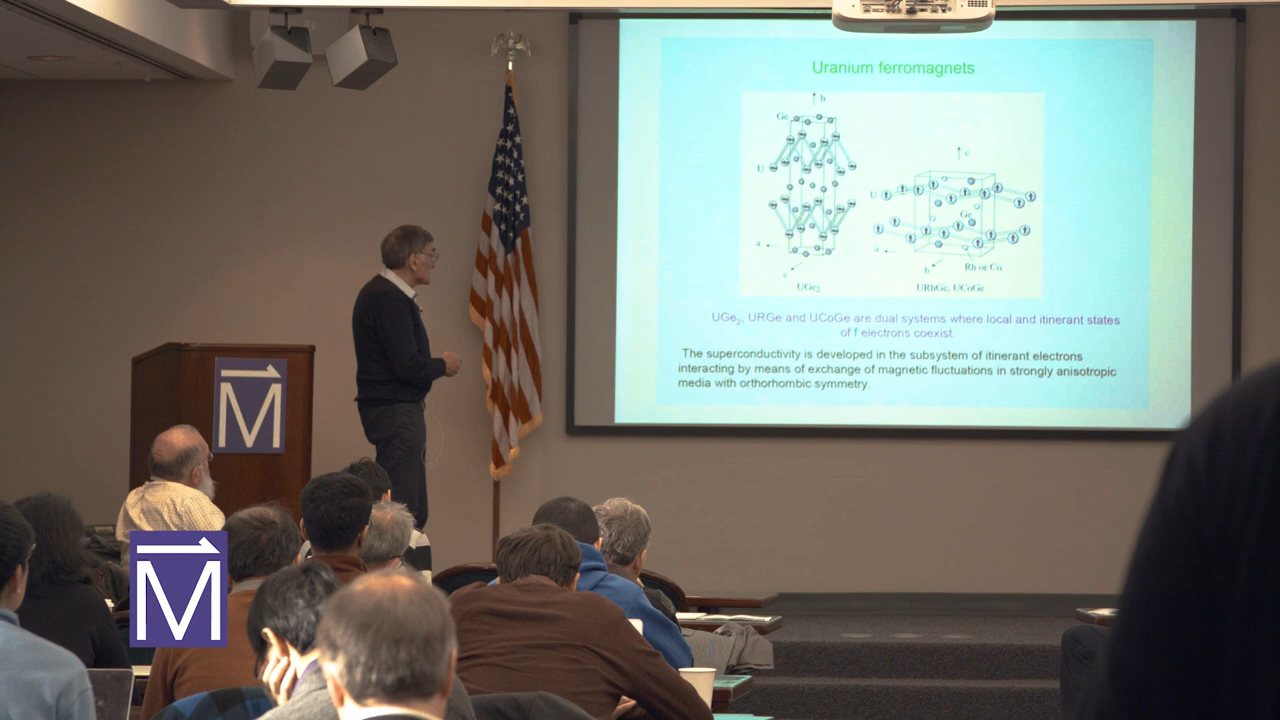 Uranium ferromagnets
b
Ge
U
a
c
UGe2
c
U
Ge
a
b
Rh or Co
URhGe, UCoGe
UGe2, URGe and UCoGe are dual systems where local and itinerant states
of f electrons coexist.
The superconductivity is developed in the subsystem of itinerant electrons
interacting by means of exchange of magnetic fluctuations in strongly anisotropic
media with orthorhombic symmetry.
M
M